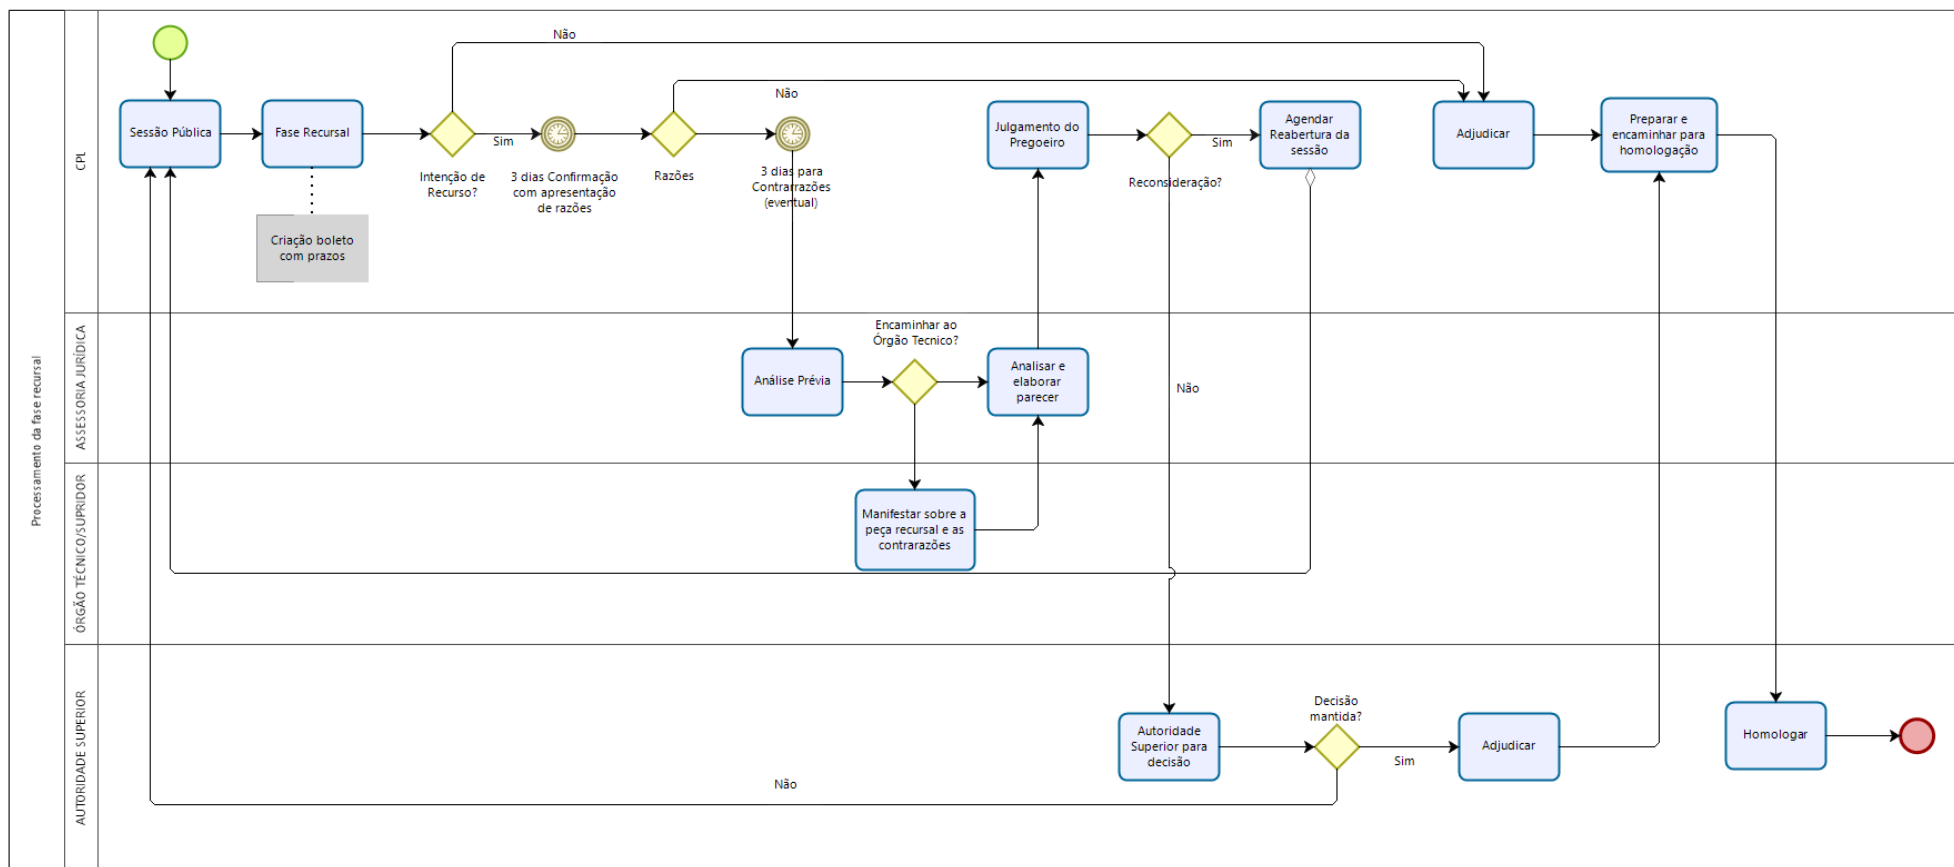 Processamento da fase recursal
CPL
Não
Não
Sessão Pública
Fase Recursal
Sim
Intenção de
Recurso?
3 dias Confirmação
com apresentação
de razões
Razões
3 dias para
Contrarrazões
(eventual)
Julgamento do
Pregoeiro
Sim
Reconsideração?
Agendar
Reabertura da
sessão
Adjudicar
Preparar e
encaminhar para
homologação
Criação boleto
com prazos
ASSESSORIA JURÍDICA
Encaminhar ao
Órgão Tecnico?
Análise Prévia
Analisar e
elaborar
parecer
Não
ÓRGÃO TÉCNICO/SUPRIDOR
Manifestar sobre a
peça recursal e as
contrarazões
AUTORIDADE SUPERIOR
Autoridade
Superior para
decisão
Decisão
mantida?
Sim
Adjudicar
Homologar
Não